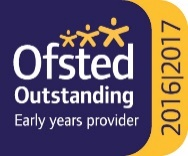 Ofsted
Outstanding
Early years provider
2016|2017